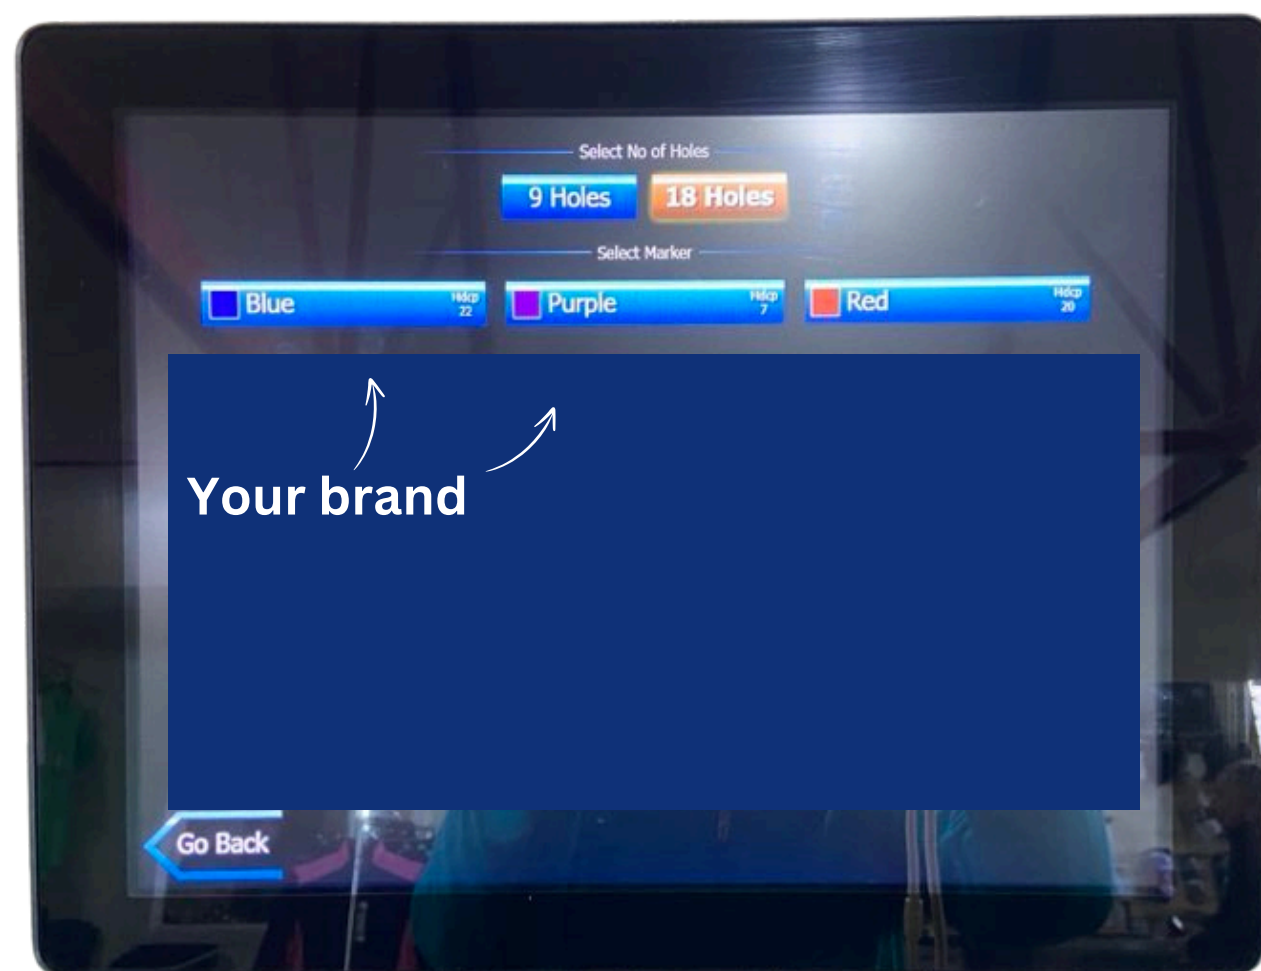 Select No of Holes
9 Holes 18 Holes
Select Marker
Blue Hdcp 22 Purple Hdcp 7 Red Hdcp 20
Your brand
Go Back